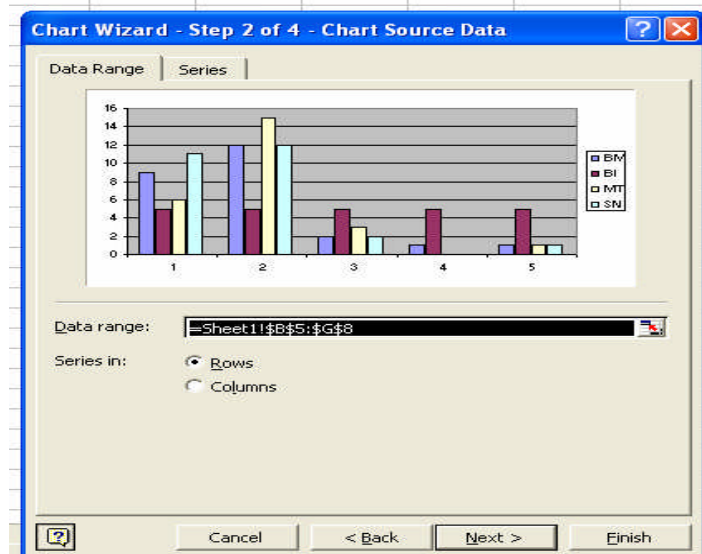 Chart Wizard - Step 2 of 4 - Chart Source Data
Data Range Series
16
14
12
10
8
6
4
2
0
1 2 3 4 5
BM
BI
MT
SN
Data range: =Sheet1!$B$5:$G$8
Series in: Rows
Columns
Cancel < Back Next > Finish